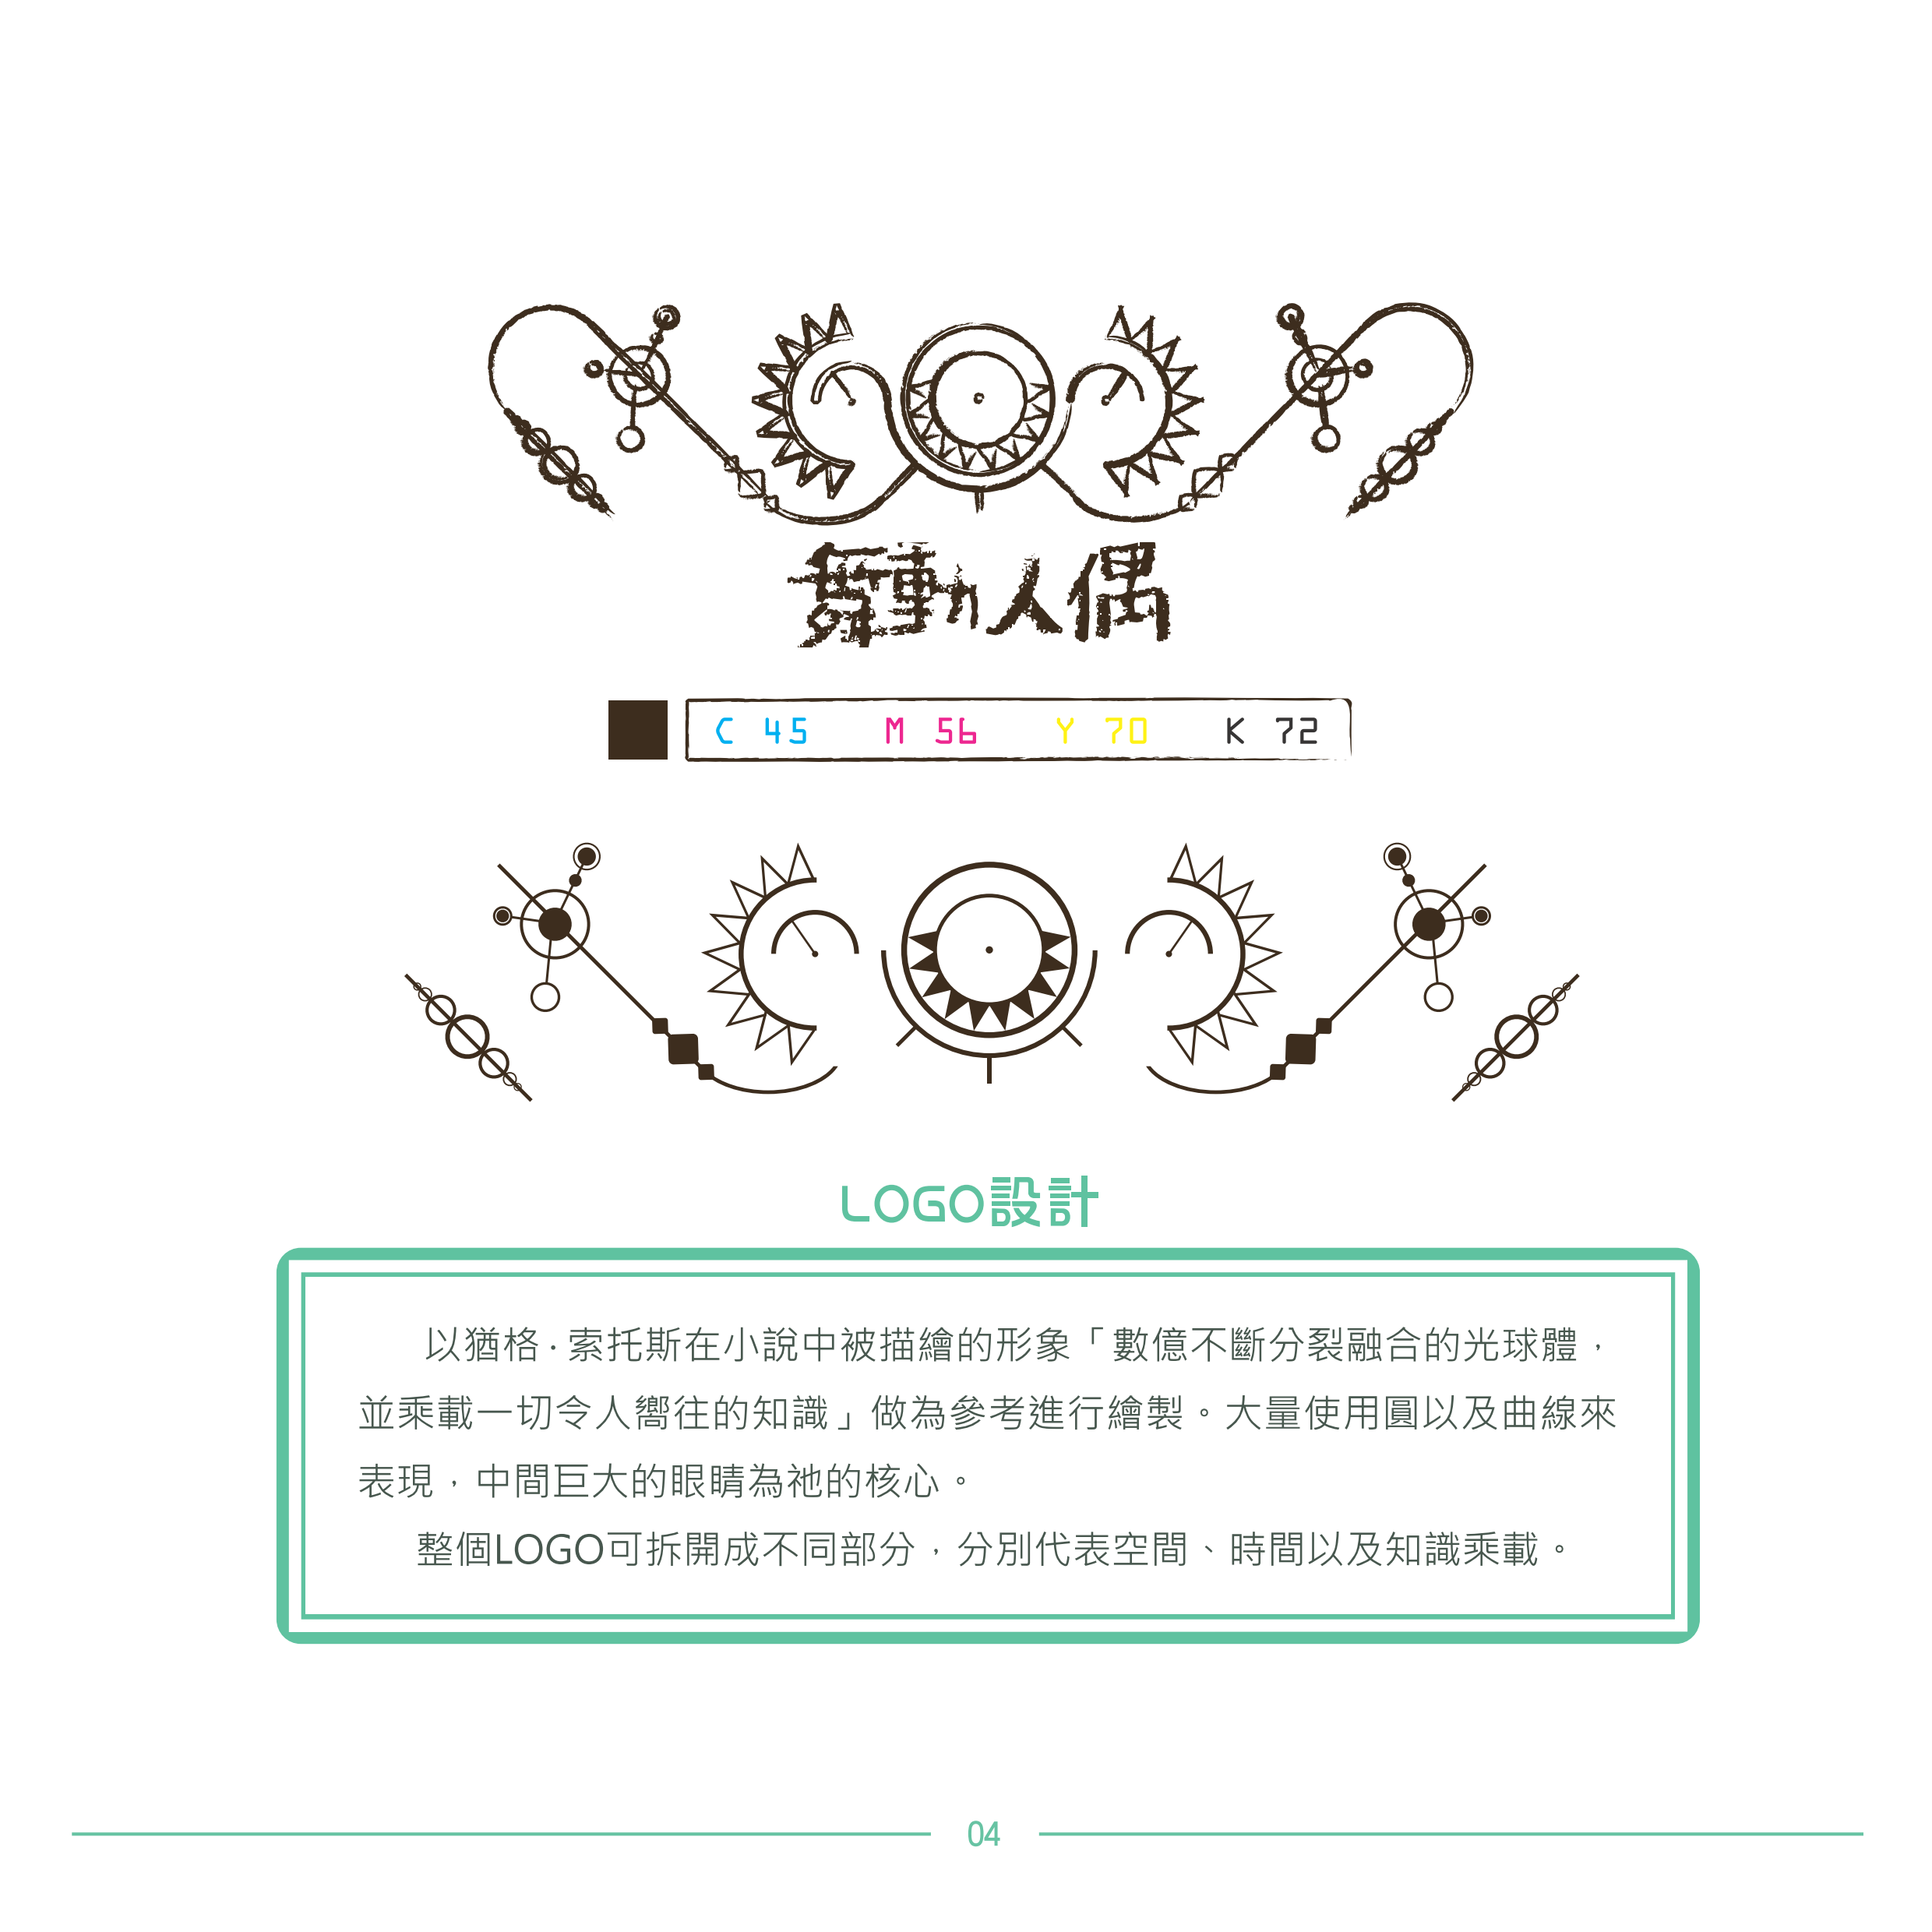 舞動人偶
C 45 M 56 Y 70 K 72
LOGO設計
以猶格·索托斯在小說中被描繪的形象「數億不斷分裂融合的光球體，
並乘載一切令人嚮往的知識」做為參考進行繪製。大量使用圓以及曲線來
表現，中間巨大的眼睛為祂的核心。
整個LOGO可拆開成不同部分，分別代表空間、時間以及知識乘載。
04